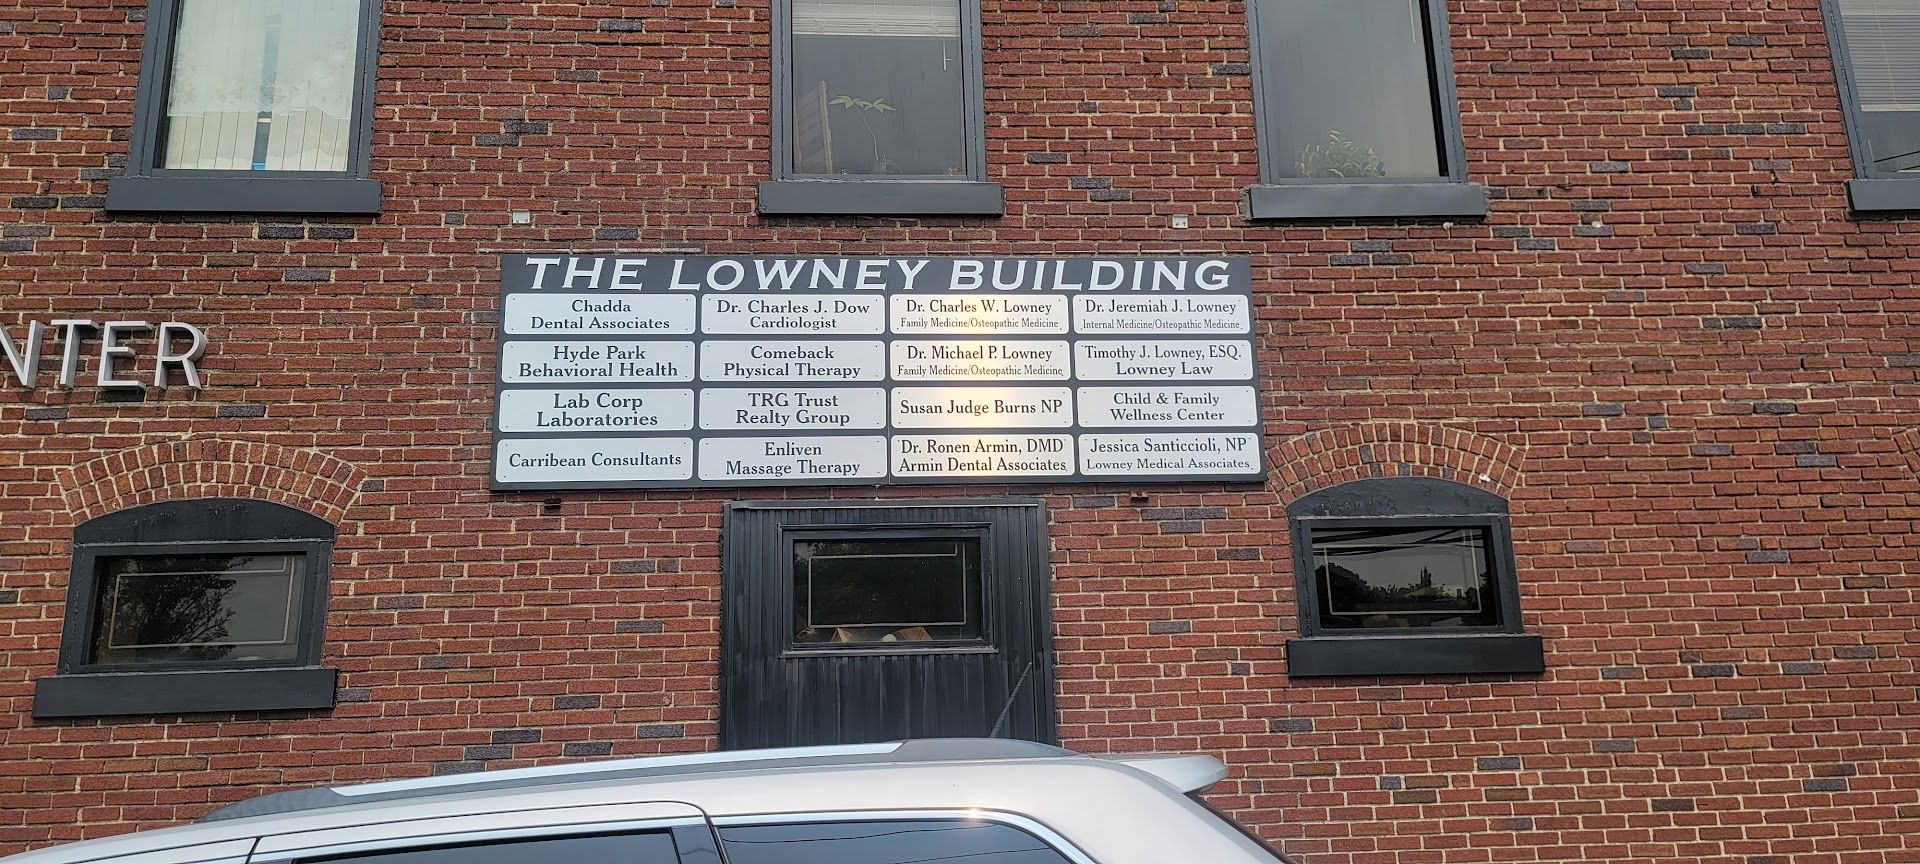 NTER
THE LOWNEY BUILDING
Chadda
Dental Associates
Dr. Charles J. Dow
Cardiologist
Dr. Charles W. Lowney
Family Medicine/Osteopathic Medicine
Dr. Jeremiah J. Lowney
Internal Medicine/Osteopathic Medicine
Hyde Park
Behavioral Health
Comeback
Physical Therapy
Dr. Michael P. Lowney
Family Medicine/Osteopathic Medicine
Timothy J. Lowney, ESQ.
Lowney Law
Lab Corp
Laboratories
TRG Trust
Realty Group
Susan Judge Burns NP
Child & Family
Wellness Center
Carribean Consultants
Enliven
Massage Therapy
Dr. Ronen Armin, DMD
Armin Dental Associates
Jessica Santiccioli, NP
Lowney Medical Associates